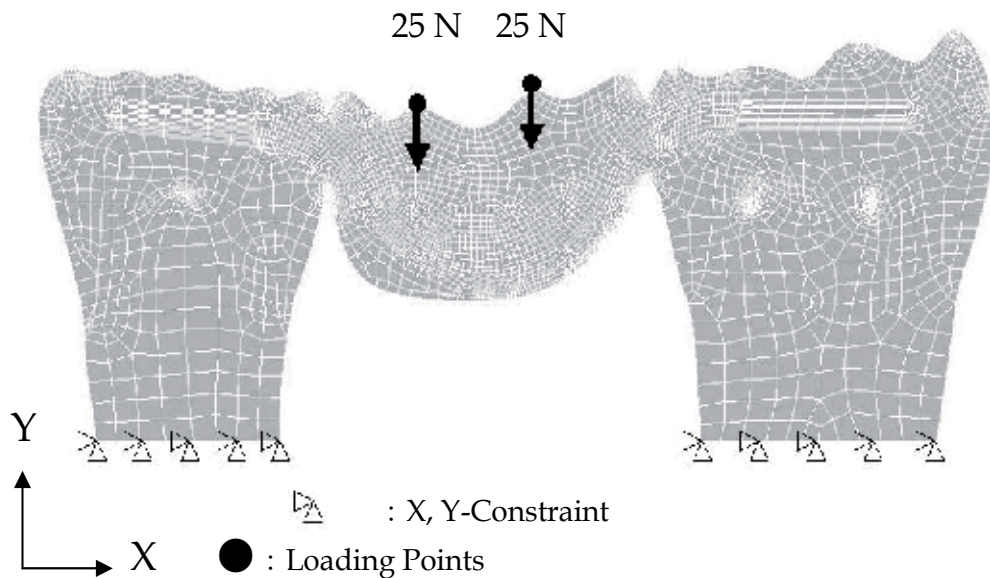 25 N 25 N
Y
: X, Y-Constraint
X
: Loading Points